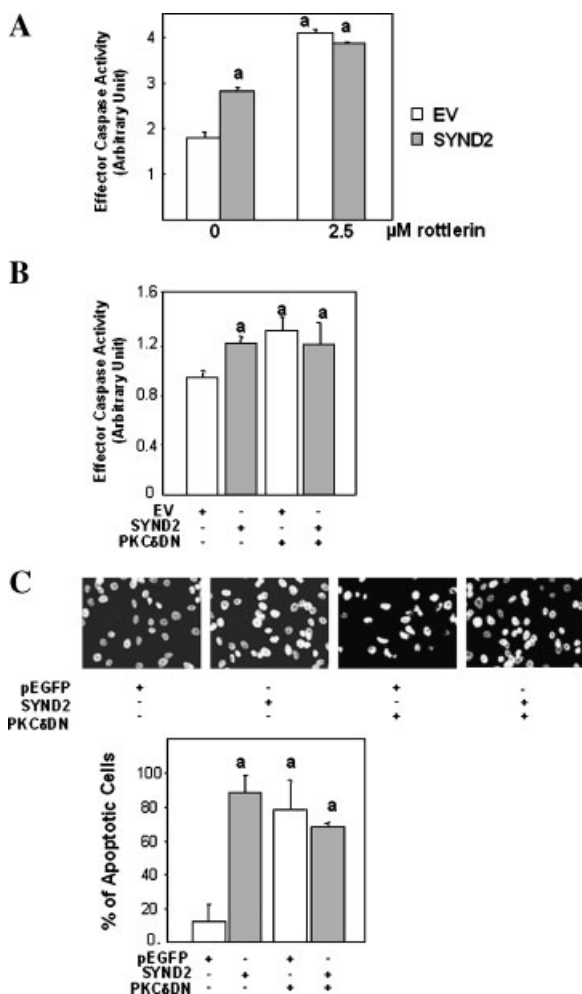 A
Effector Caspase Activity
(Arbitrary Unit)
4
3
2
1
a
a
a
EV
SYND2
0
2.5
µM rottlerin
B
Effector Caspase Activity
(Arbitrary Unit)
1.6
1.2
0.8
0.4
0
a
a
a
EV + - + -
SYND2 - + - +
PKCδDN - - + +
C
pEGFP + - + -
SYND2 - + - +
PKCδDN - - + +
% of Apoptotic Cells
100
80
60
40
20
0.
a
a
a
pEGFP + - + -
SYND2 - + - +
PKCδDN - - + +